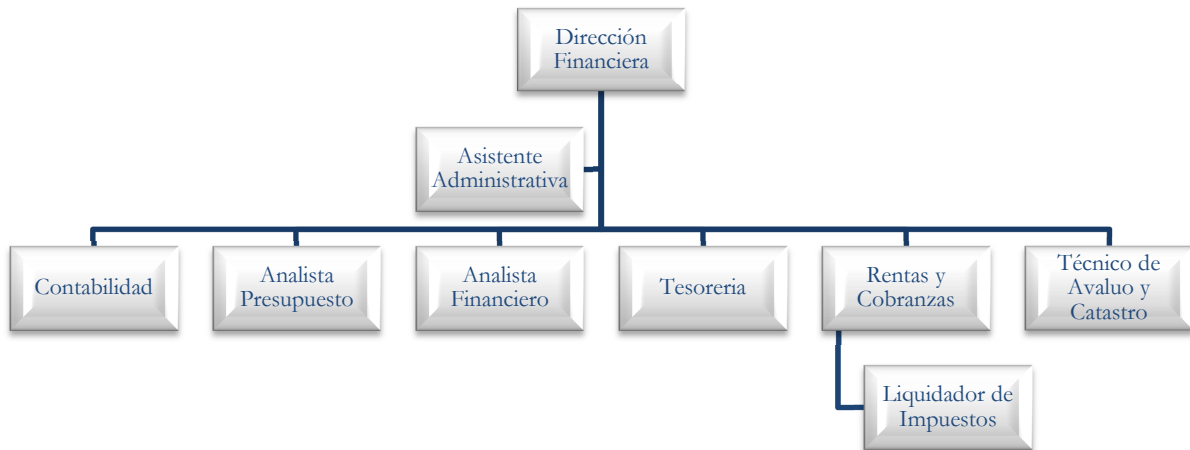 Dirección
Financiera
Asistente
Administrativa
Contabilidad
Analista
Presupuesto
Analista
Financiero
Tesoreria
Rentas y
Cobranzas
Técnico de
Avaluo y
Catastro
Liquidador de
Impuestos